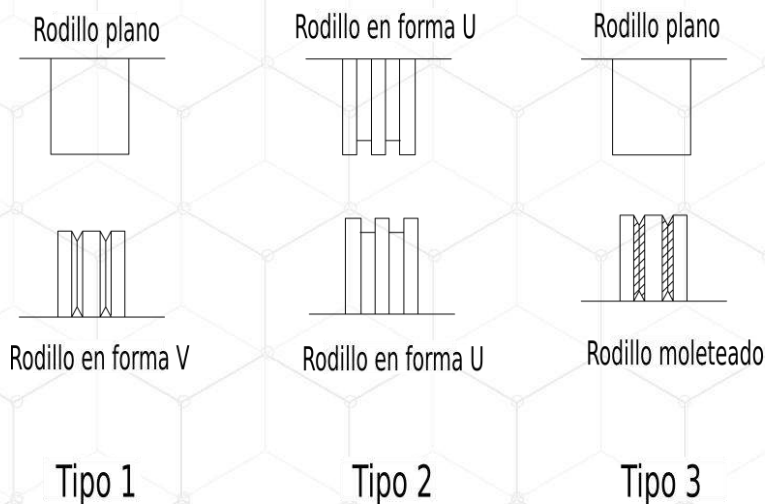 Rodillo plano
Rodillo en forma U
Rodillo plano
Rodillo en forma V
Rodillo en forma U
Rodillo moleteado
Tipo 1
Tipo 2
Tipo 3